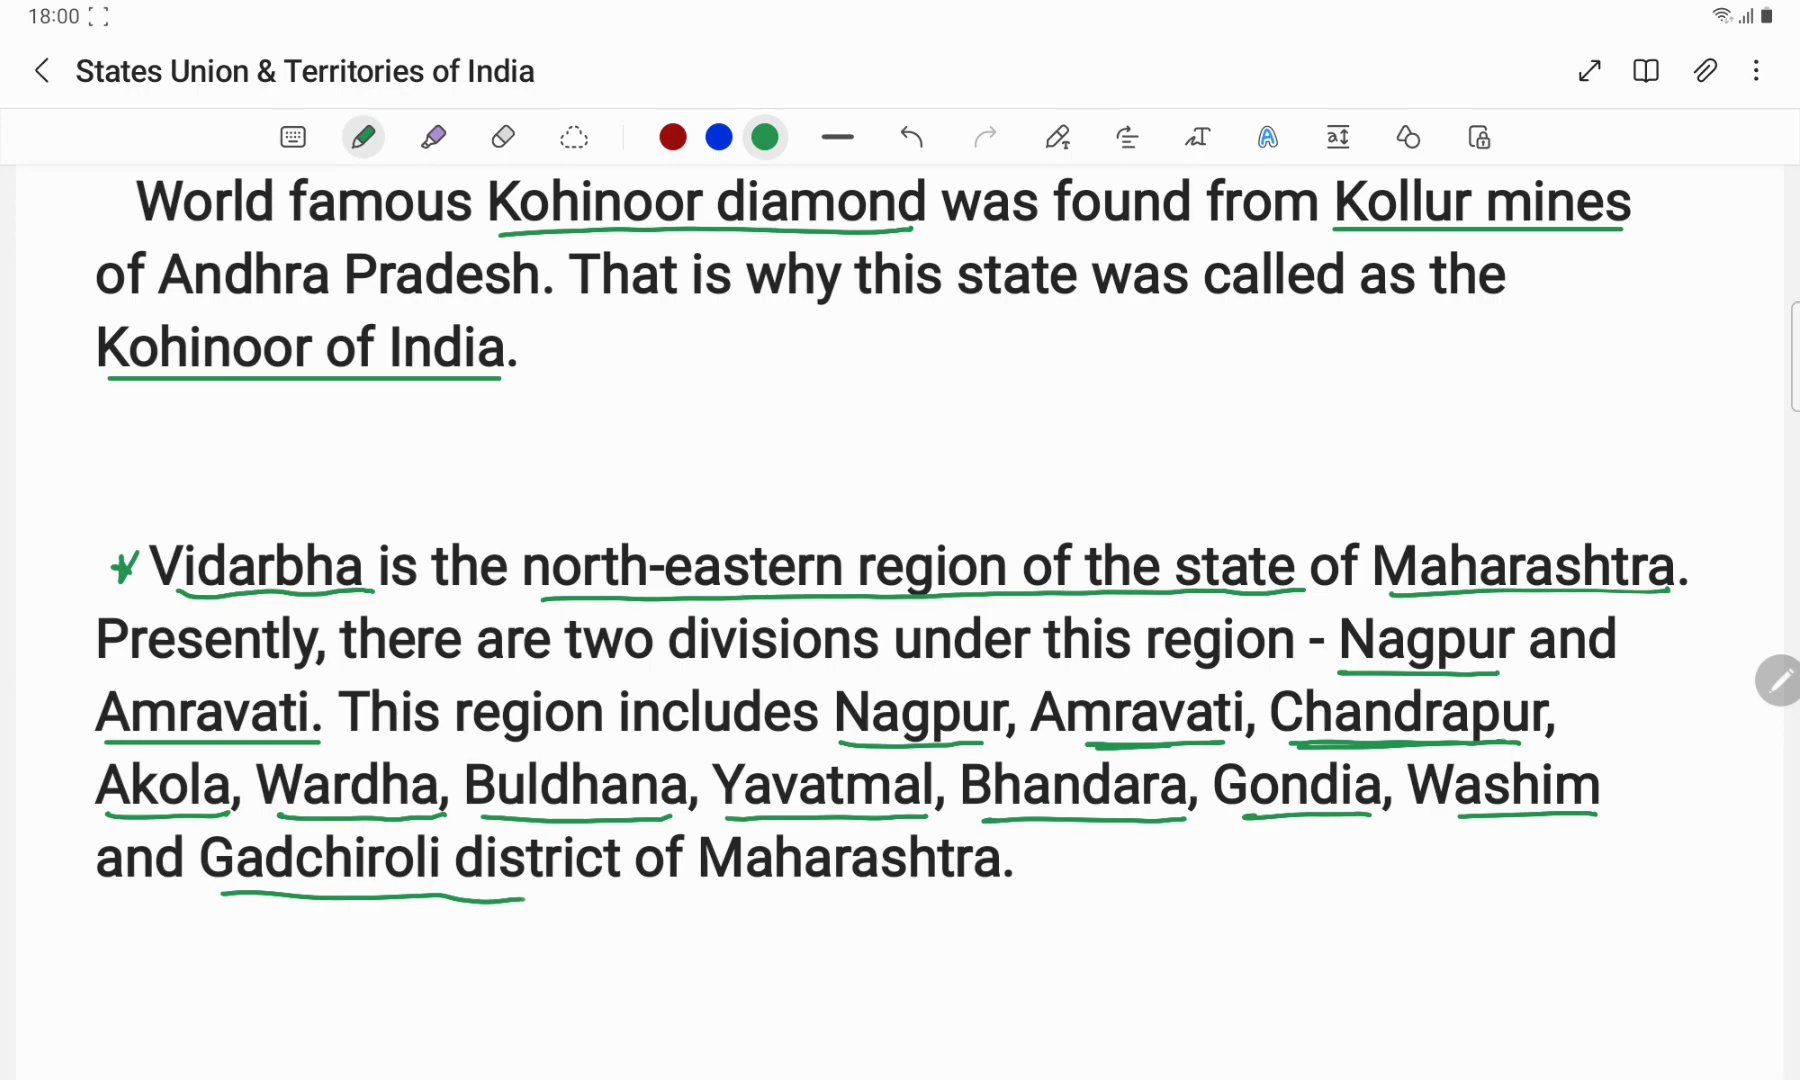 18:00
States Union & Territories of India
World famous Kohinoor diamond was found from Kollur mines
of Andhra Pradesh. That is why this state was called as the
Kohinoor of India.
Vidarbha is the north-eastern region of the state of Maharashtra.
Presently, there are two divisions under this region - Nagpur and
Amravati. This region includes Nagpur, Amravati, Chandrapur,
Akola, Wardha, Buldhana, Yavatmal, Bhandara, Gondia, Washim
and Gadchiroli district of Maharashtra.